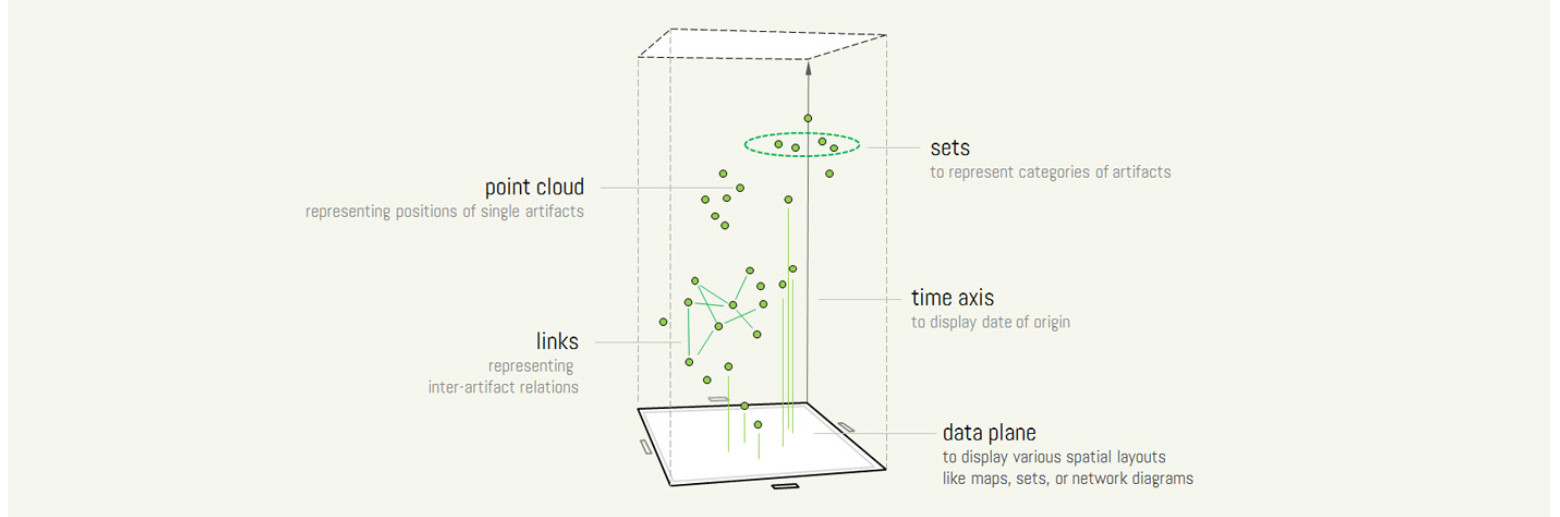 sets
to represent categories of artifacts
point cloud
representing positions of single artifacts
time axis
to display date of origin
links
representing
inter-artifact relations
data plane
to display various spatial layouts
like maps, sets, or network diagrams